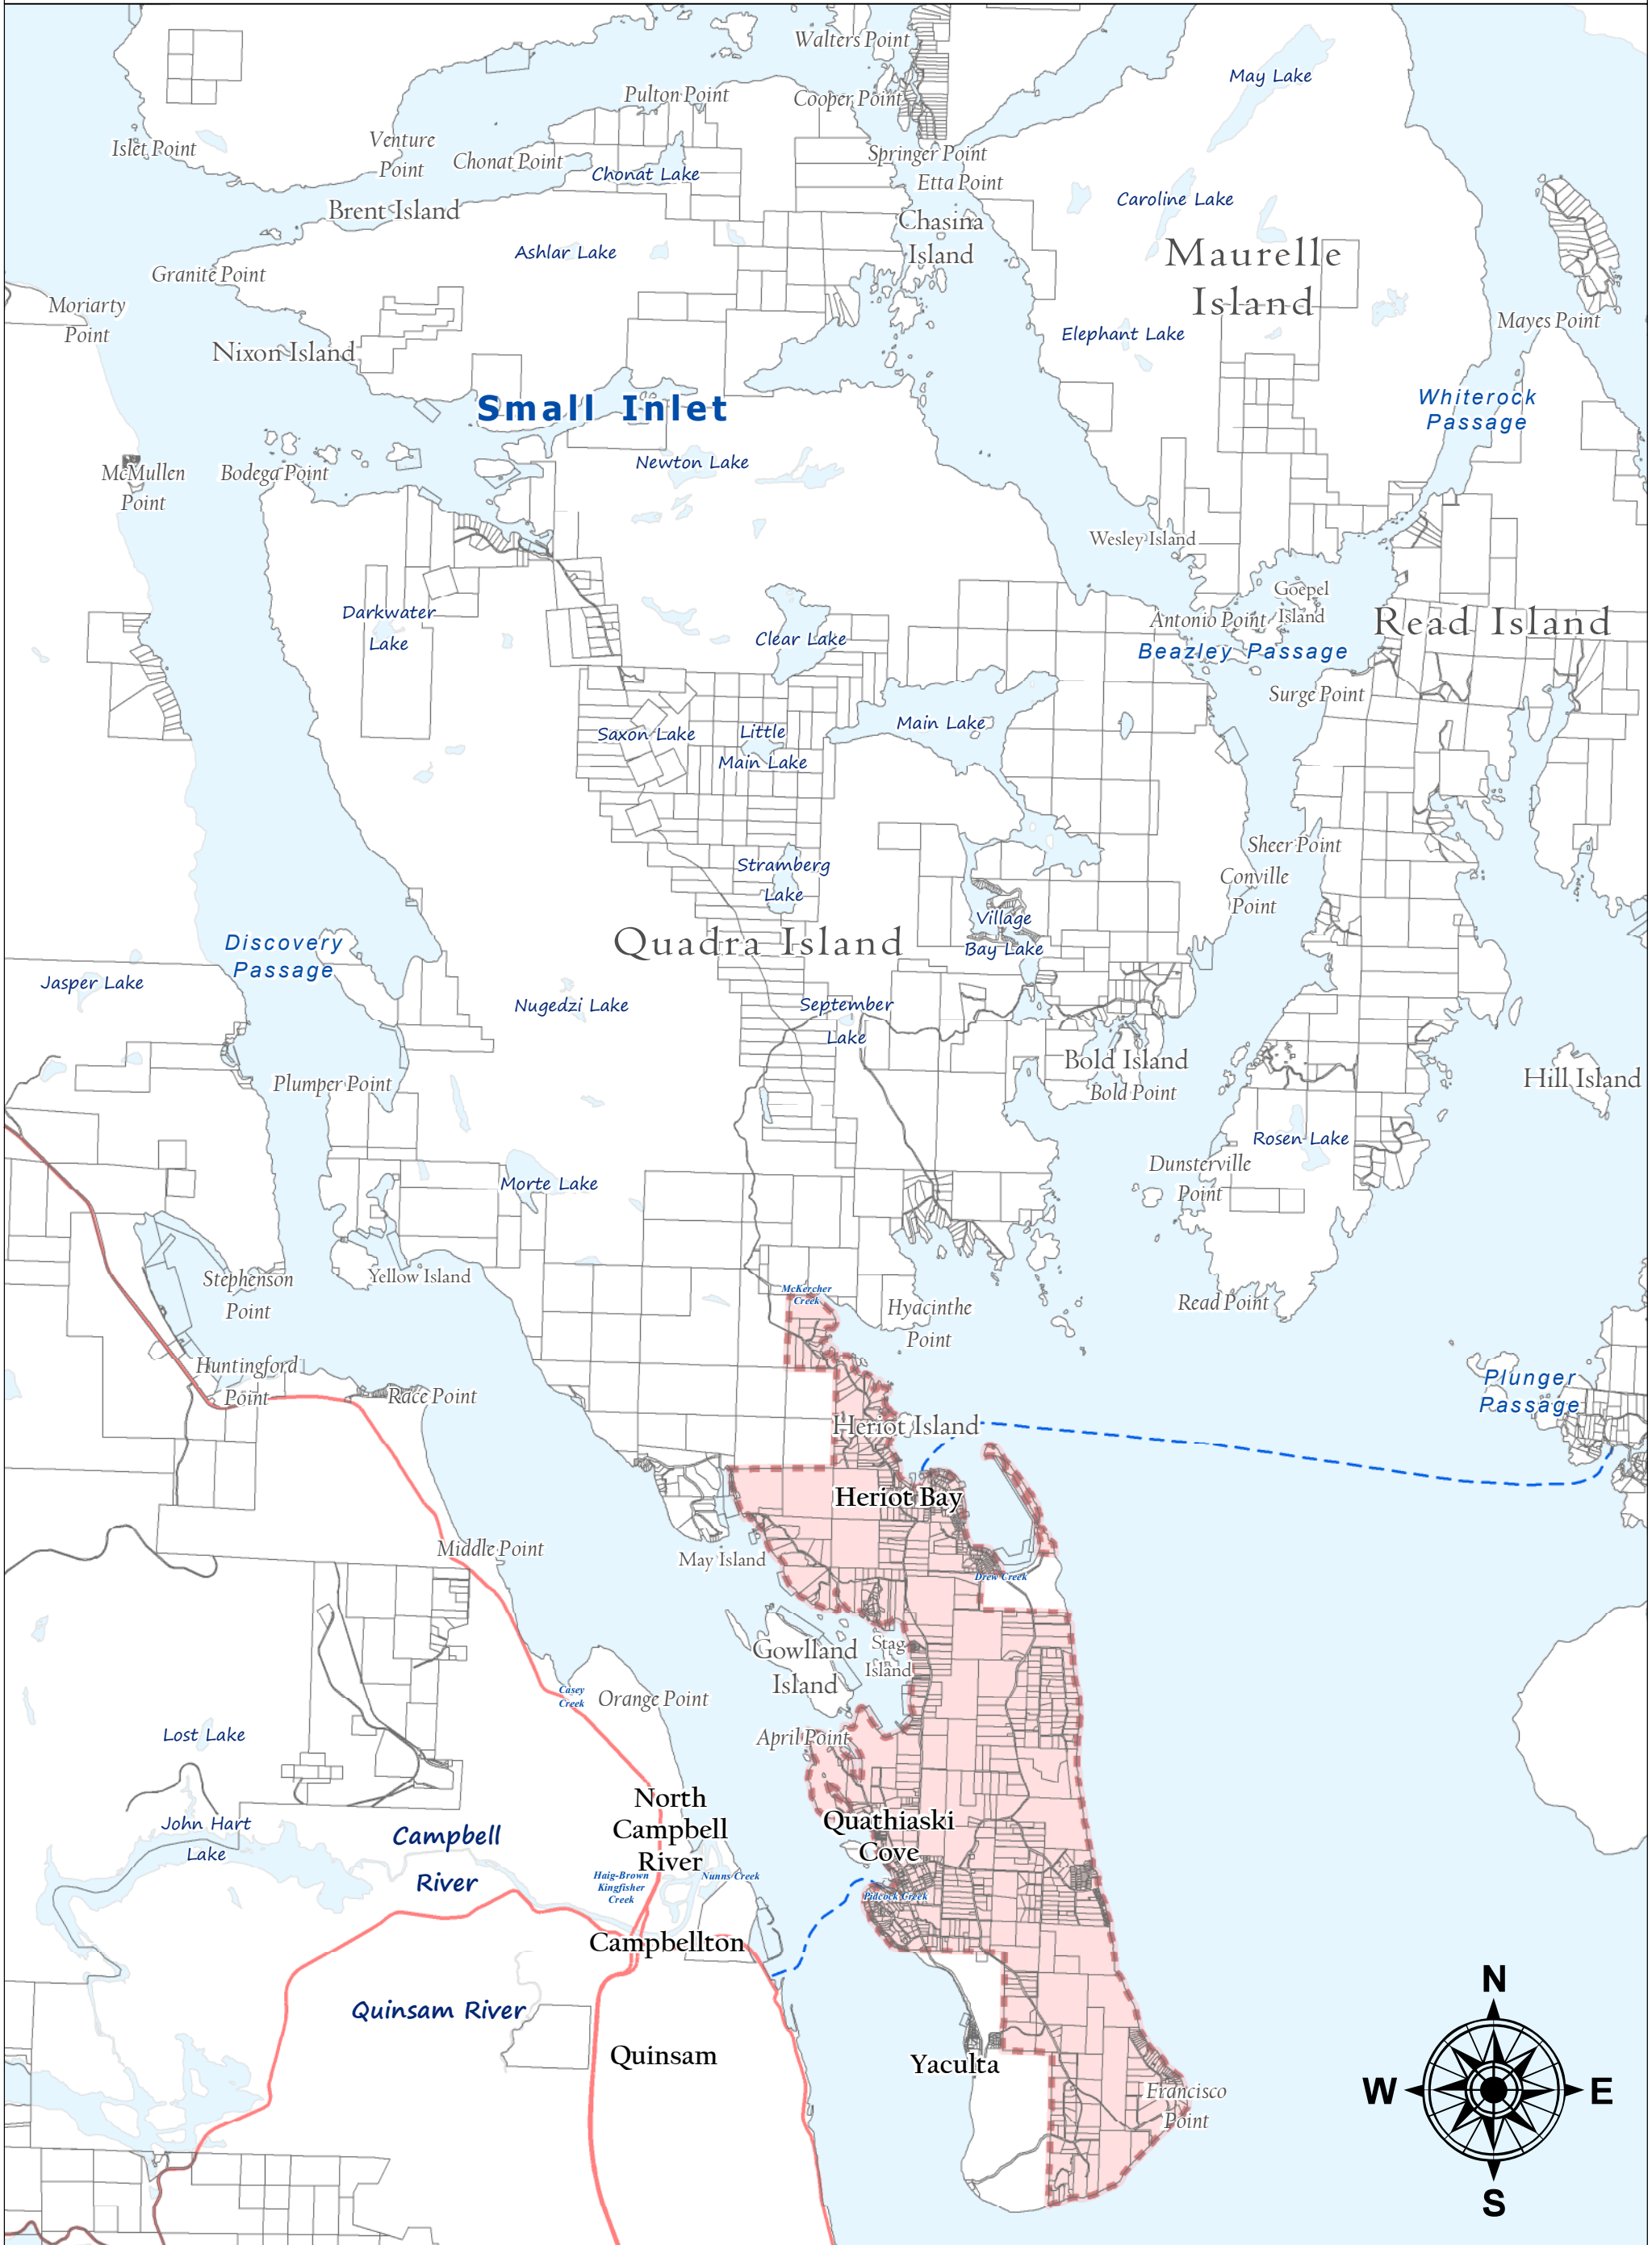 Walters Point
May Lake
Pulton Point
Cooper Point
Islet Point
Venture
Point
Chonat Point
Chonat Lake
Springer Point
Etta Point
Caroline Lake
Brent Island
Chasina
Island
Ashlar Lake
Maurelle
Island
Granite Point
Moriarty
Point
Mayes Point
Elephant Lake
Nixon Island
Small Inlet
Whiterock
Passage
Newton Lake
McMullen
Point
Bodega Point
Wesley Island
Goepel
Island
Darkwater
Lake
Antonio Point
Read Island
Clear Lake
Beazley Passage
Surge Point
Main Lake
Saxon Lake
Little
Main Lake
Sheer Point
Stramberg
Lake
Conville
Point
Village
Bay Lake
Discovery
Passage
Quadra Island
Jasper Lake
Nugedzi Lake
September
Lake
Bold Island
Bold Point
Plumper Point
Hill Island
Rosen Lake
Morte Lake
Dunsterville
Point
Stephenson
Point
Yellow Island
McKercher
Creek
Hyacinthe
Point
Read Point
Huntingford
Point
Race Point
Plunger
Passage
Heriot Island
Heriot Bay
Middle Point
May Island
Drew Creek
Gowlland
Island
Stag
Island
Casey
Creek
Orange Point
Lost Lake
April Point
North
Campbell
River
John Hart
Lake
Campbell
River
Quathiaski
Cove
Haig-Brown
Kingfisher
Creek
Nunns Creek
Pidcock Creek
Campbellton
Quinsam River
Quinsam
Yaculta
Francisco
Point
N
W
E
S